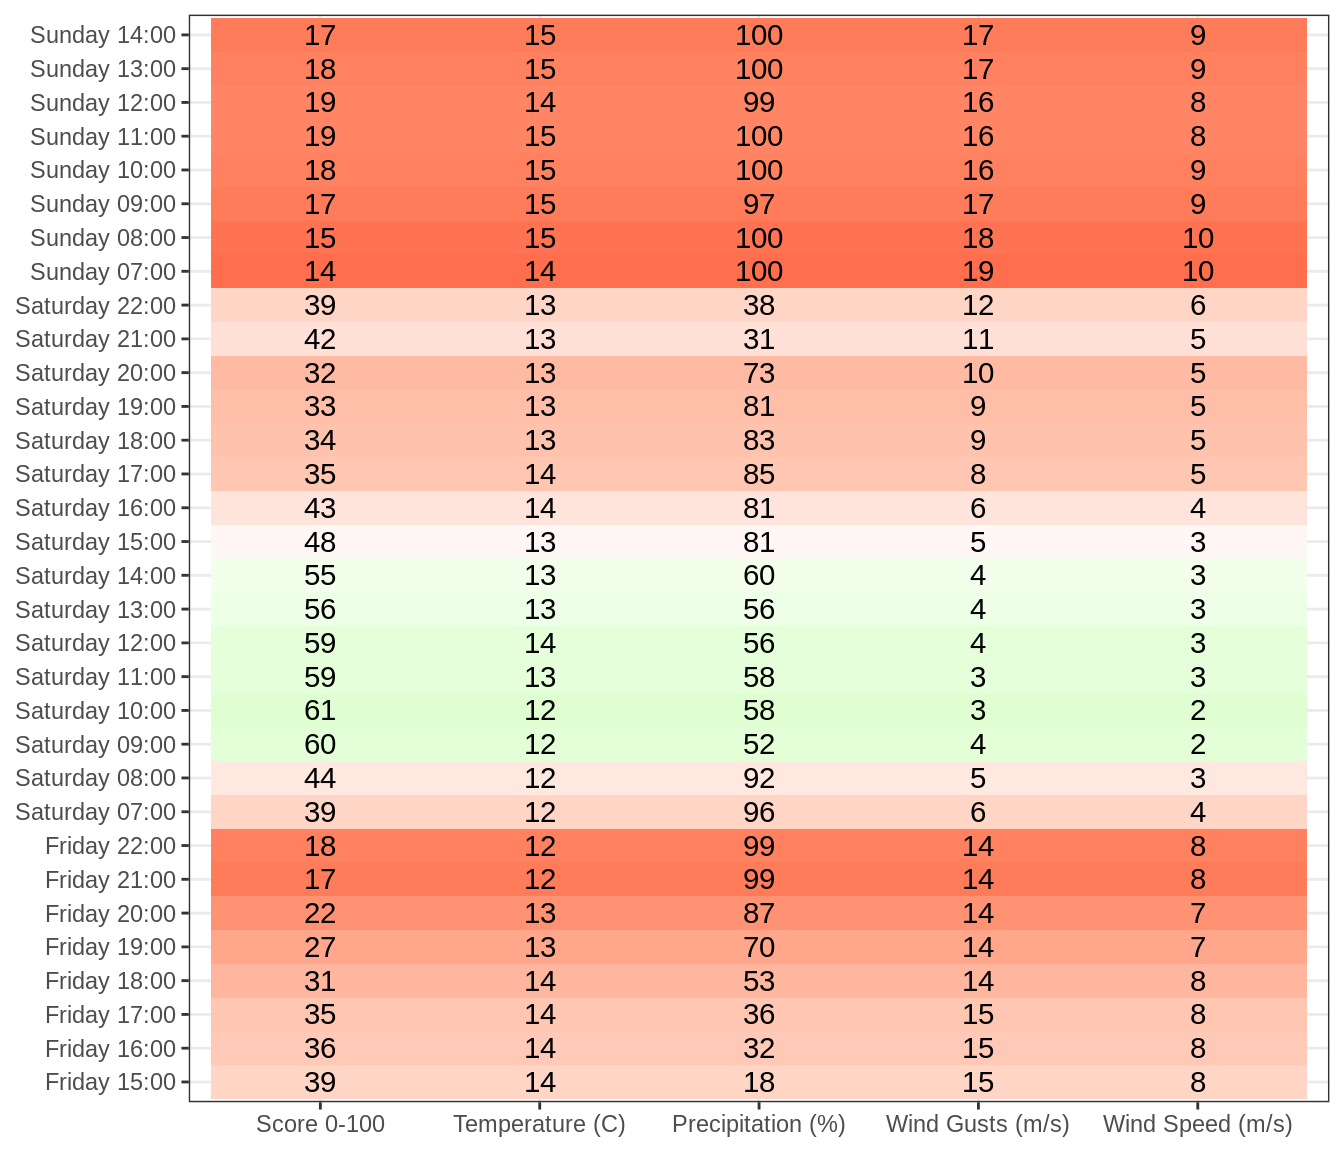 Sunday 14:00 17 15 100 17 9
Sunday 13:00 18 15 100 17 9
Sunday 12:00 19 14 99 16 8
Sunday 11:00 19 15 100 16 8
Sunday 10:00 18 15 100 16 9
Sunday 09:00 17 15 97 17 9
Sunday 08:00 15 15 100 18 10
Sunday 07:00 14 14 100 19 10
Saturday 22:00 39 13 38 12 6
Saturday 21:00 42 13 31 11 5
Saturday 20:00 32 13 73 10 5
Saturday 19:00 33 13 81 9 5
Saturday 18:00 34 13 83 9 5
Saturday 17:00 35 14 85 8 5
Saturday 16:00 43 14 81 6 4
Saturday 15:00 48 13 81 5 3
Saturday 14:00 55 13 60 4 3
Saturday 13:00 56 13 56 4 3
Saturday 12:00 59 14 56 4 3
Saturday 11:00 59 13 58 3 3
Saturday 10:00 61 12 58 3 2
Saturday 09:00 60 12 52 4 2
Saturday 08:00 44 12 92 5 3
Saturday 07:00 39 12 96 6 4
Friday 22:00 18 12 99 14 8
Friday 21:00 17 12 99 14 8
Friday 20:00 22 13 87 14 7
Friday 19:00 27 13 70 14 7
Friday 18:00 31 14 53 14 8
Friday 17:00 35 14 36 15 8
Friday 16:00 36 14 32 15 8
Friday 15:00 39 14 18 15 8
Score 0-100 Temperature (C) Precipitation (%) Wind Gusts (m/s) Wind Speed (m/s)